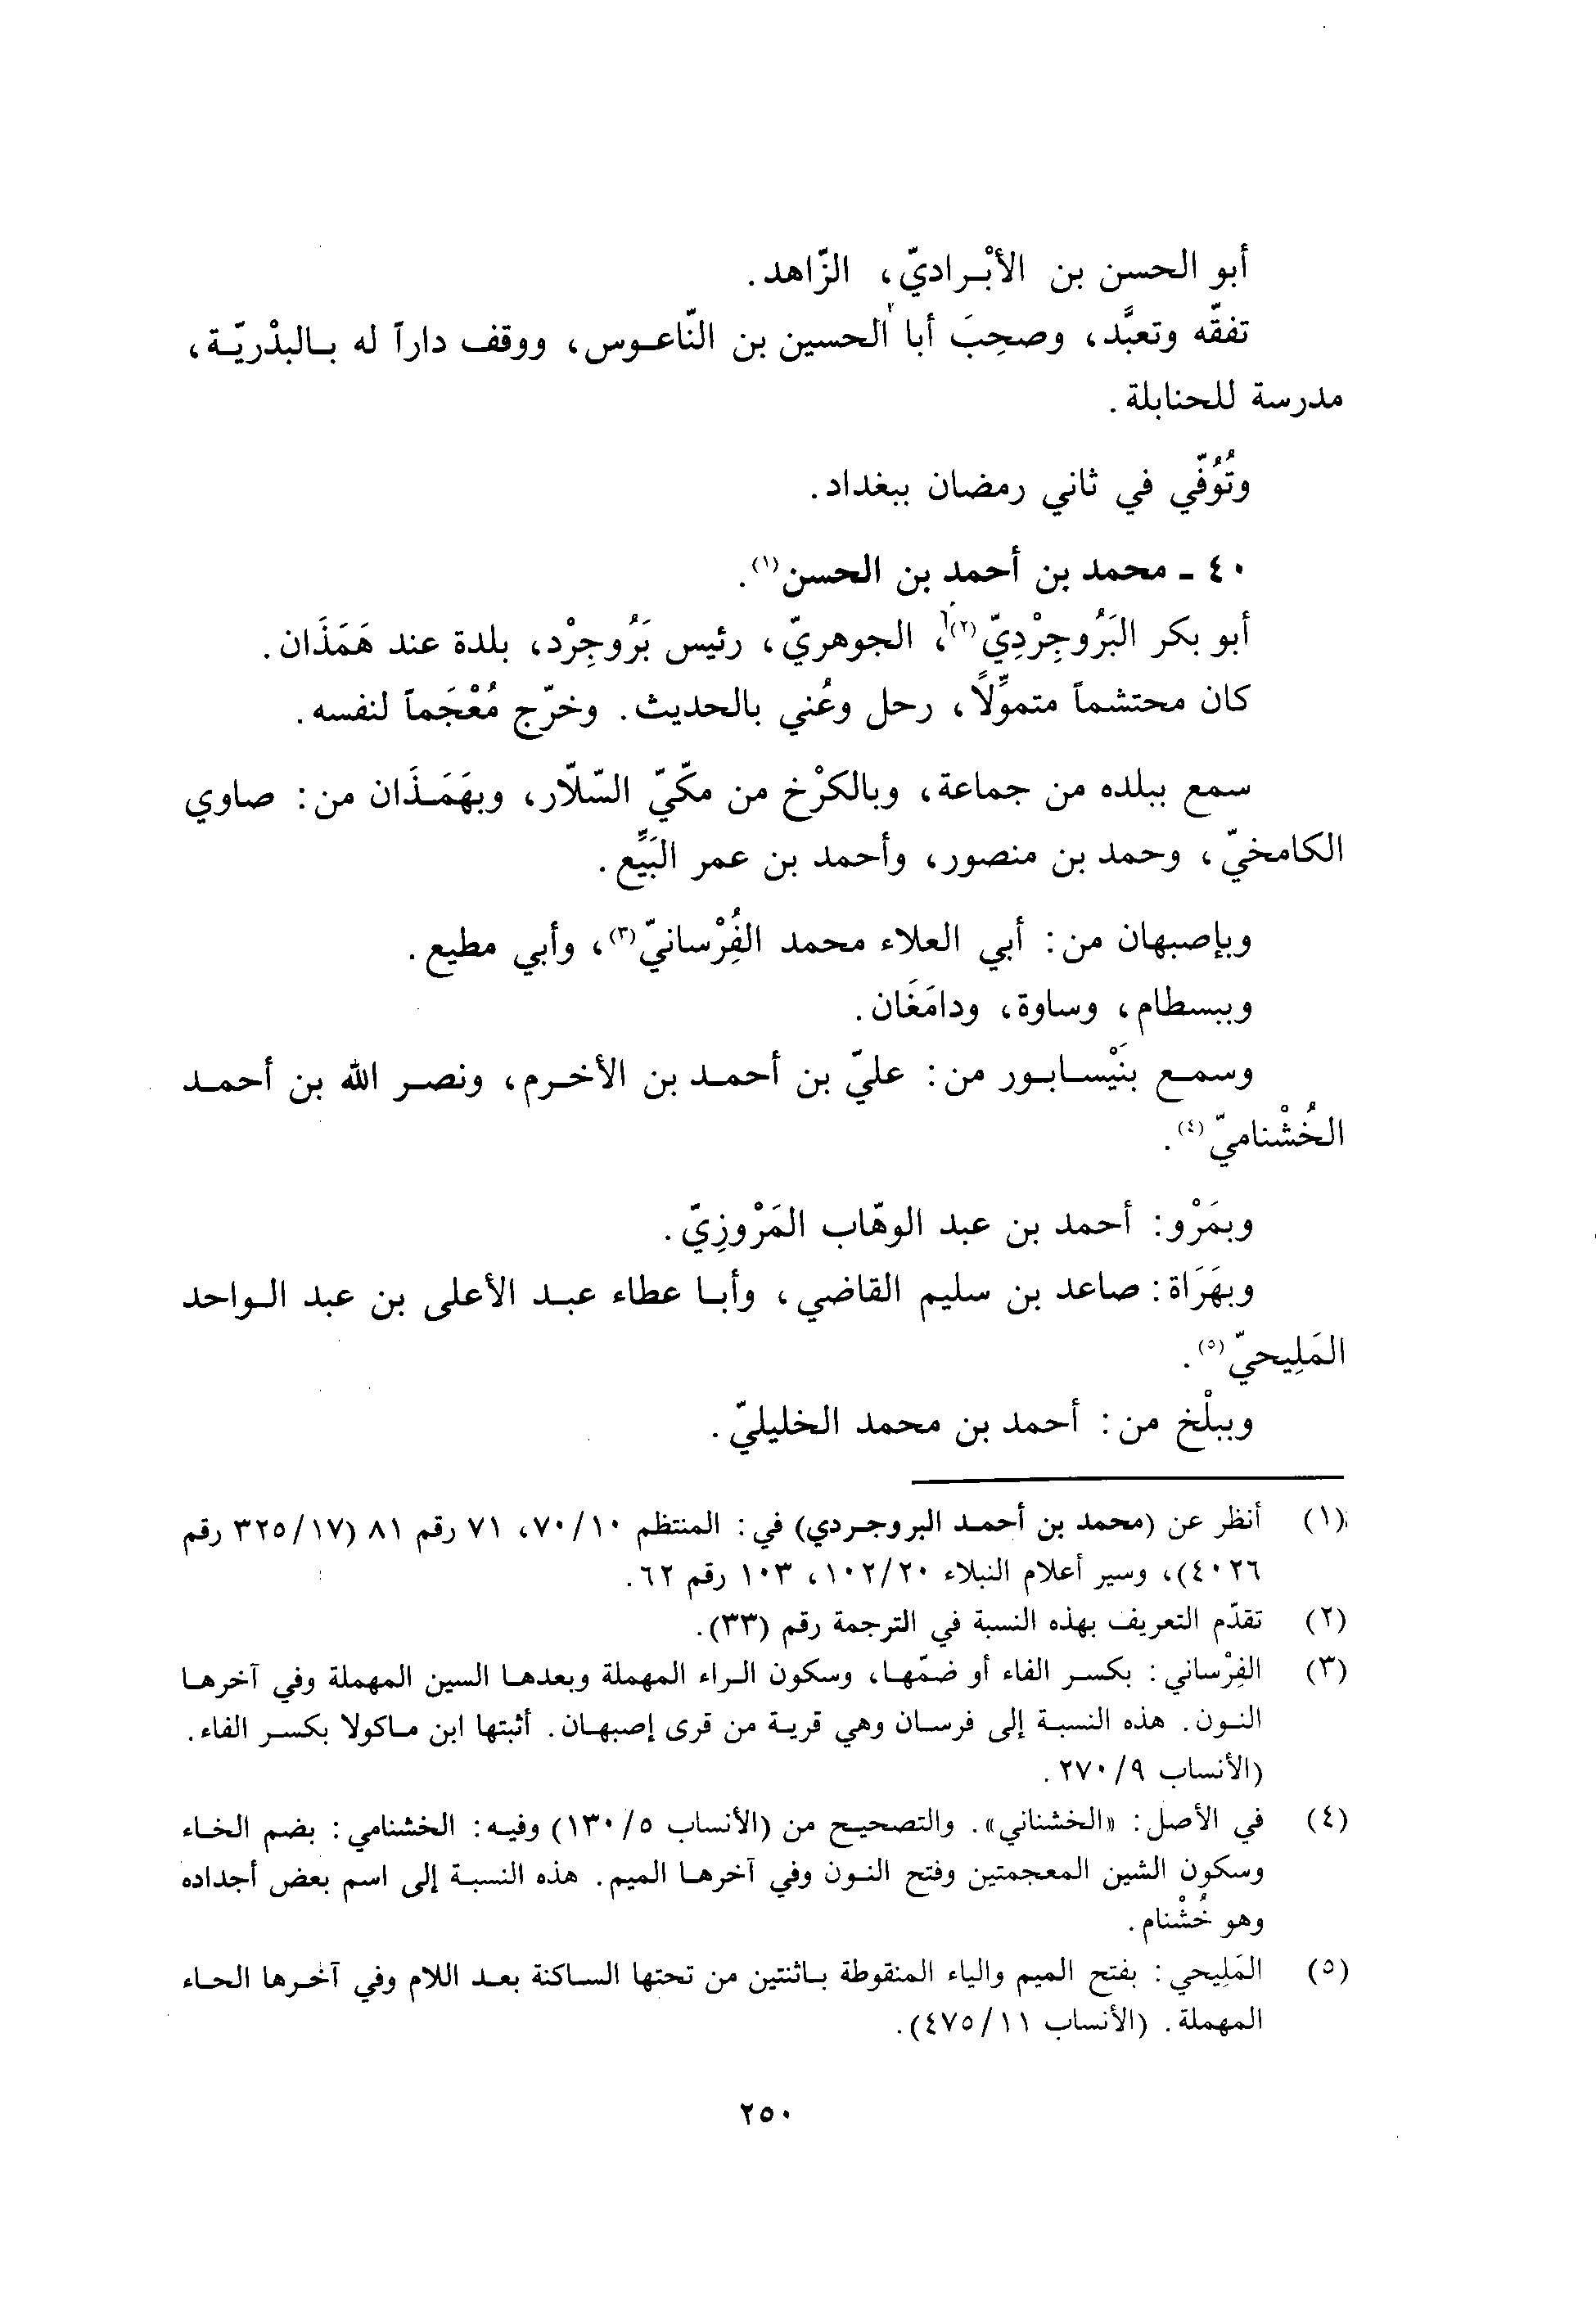 أبو الحسن بن الأبْرادىّ، الزّاهد.
تفقّه وتعبَّد، وصحِبَ أبا الحسين بن النّاعوس، ووقف داراً له بالبدْريّة،
مدرسة للحنابلة.
وتُوُفّي في ثاني رمضان ببغداد.
٤٠ ـ محمد بن أحمد بن الحسن(١).
أبو بكر البَرُوجِرْدِيّ(٢)، الجوهريّ، رئيس بَرُوجِرْد، بلدة عند هَمَذَان.
كان محتشماً متموِّلاً، رحل وعُني بالحديث. وخرّج مُعْجَماً لنفسه.
سمع ببلده من جماعة، وبالكرْخ من مكّيّ السّلّار، وبهَمَذَان من: صاوي
الكامخيّ، وحمد بن منصور، وأحمد بن عمر البَيِّع.
وبإصبهان من: أبي العلاء محمد الفُِرْسانيّ(٣)، وأبي مطيع.
وببسطام، وساوة، ودامَغَان.
وسمع بنَيْسابور من: عليّ بن أحمد بن الأخرم، ونصر الله بن أحمد
الخُشْناميّ(٤).
وبمَرْو: أحمد بن عبد الوهّاب المَرْوزِيّ.
وبهَرَاة: صاعد بن سليم القاضي، وأبا عطاء عبد الأعلى بن عبد الواحد
المَلِيحيّ(٥).
وببلْخ من: أحمد بن محمد الخليليّ.
(١) أنظر عن (محمد بن أحمد البروجردي) في: المنتظم ٧٠/١٠، ٧١ رقم ٨١ (٣٢٥/١٧ رقم
٤٠٢٦)، وسير أعلام النبلاء ١٠٢/٢٠، ١٠٣ رقم ٦٢.
(٢) تقدّم التعريف بهذه النسبة في الترجمة رقم (٣٣).
(٣) الفِرْساني: بكسر الفاء أو ضمّها، وسكون الراء المهملة وبعدها السين المهملة وفي آخرها
النون. هذه النسبة إلى فرسان وهي قرية من قرى إصبهان. أثبتها ابن ماكولا بكسر الفاء.
(الأنساب ٢٧٠/٩.
(٤) في الأصل: «الخشناني». والتصحيح من (الأنساب ١٣٠/٥) وفيه: الخشنامي: بضم الخاء
وسكون الشين المعجمتين وفتح النون وفي آخرها الميم. هذه النسبة إلى اسم بعض أجداده
وهو خُشْنام.
(٥) المَلِيحي: بفتح الميم والياء المنقوطة باثنتين من تحتها الساكنة بعد اللام وفي آخرها الحاء
المهملة. (الأنساب ٤٧٥/١١).
٢٥٠